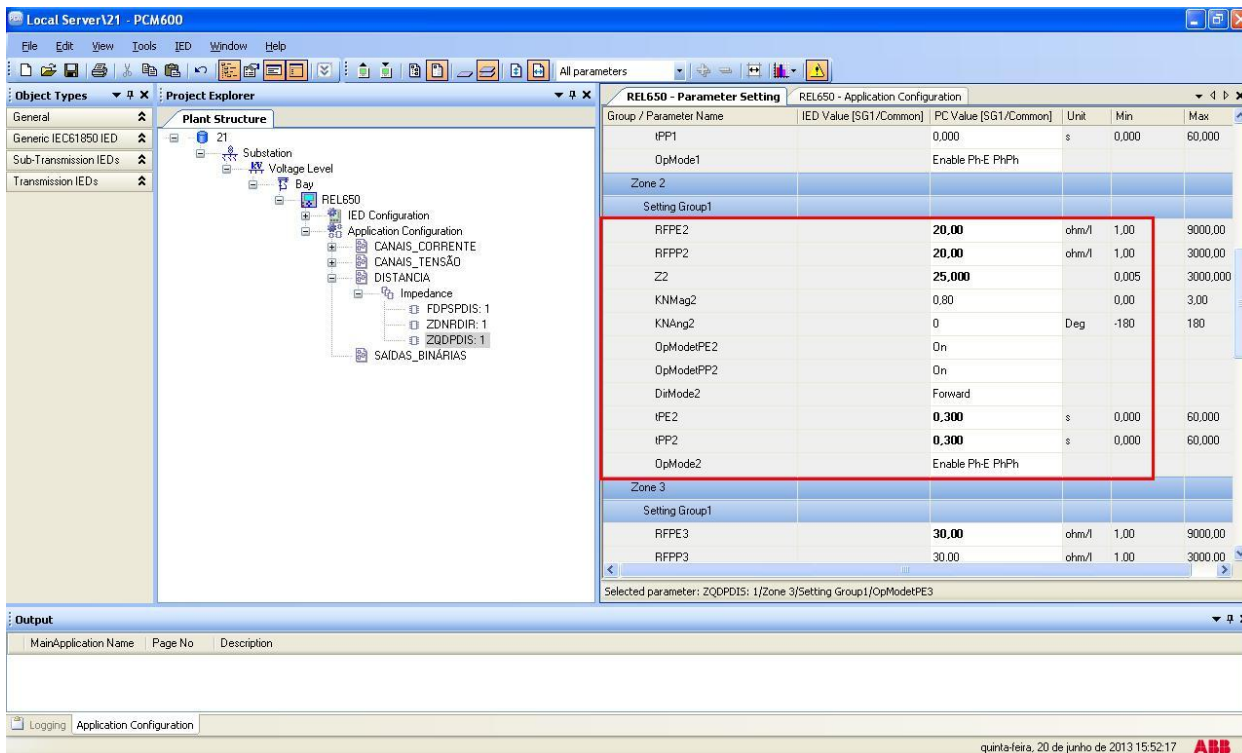 Local Server\21 - PCM600
File Edit View Tools IED Window Help
All parameters
Object Types
General
Generic IEC61850 IED
Sub-Transmission IEDs
Transmission IEDs
Project Explorer
Plant Structure
21
Substation
Voltage Level
Bay
REL650
IED Configuration
Application Configuration
CANAIS_CORRENTE
CANAIS_TENSÃO
DISTANCIA
Impedance
FDPSPDIS: 1
ZDNRDIR: 1
ZQDPDIS: 1
SAÍDAS_BINÁRIAS
REL650 - Parameter Setting REL650 - Application Configuration
Group / Parameter Name IED Value [SG1/Common] PC Value [SG1/Common] Unit Min Max
tPP1 0,000 s 0,000 60,000
OpMode1 Enable Ph-E PhPh
Zone 2
Setting Group1
RFPE2 20,00 ohm/l 1,00 9000,00
RFPP2 20,00 ohm/l 1,00 3000,00
Z2 25,000 0,005 3000,000
KNMag2 0,80 0,00 3,00
KNAng2 0 Deg -180 180
OpModetPE2 On
OpModetPP2 On
DirMode2 Forward
tPE2 0,300 s 0,000 60,000
tPP2 0,300 s 0,000 60,000
OpMode2 Enable Ph-E PhPh
Zone 3
Setting Group1
RFPE3 30,00 ohm/l 1,00 9000,00
RFPP3 30,00 ohm/l 1,00 3000,00
Selected parameter: ZQDPDIS: 1/Zone 3/Setting Group1/OpModetPE3
Output
MainApplication Name Page No Description
Logging Application Configuration
quinta-feira, 20 de junho de 2013 15:52:17 ABB